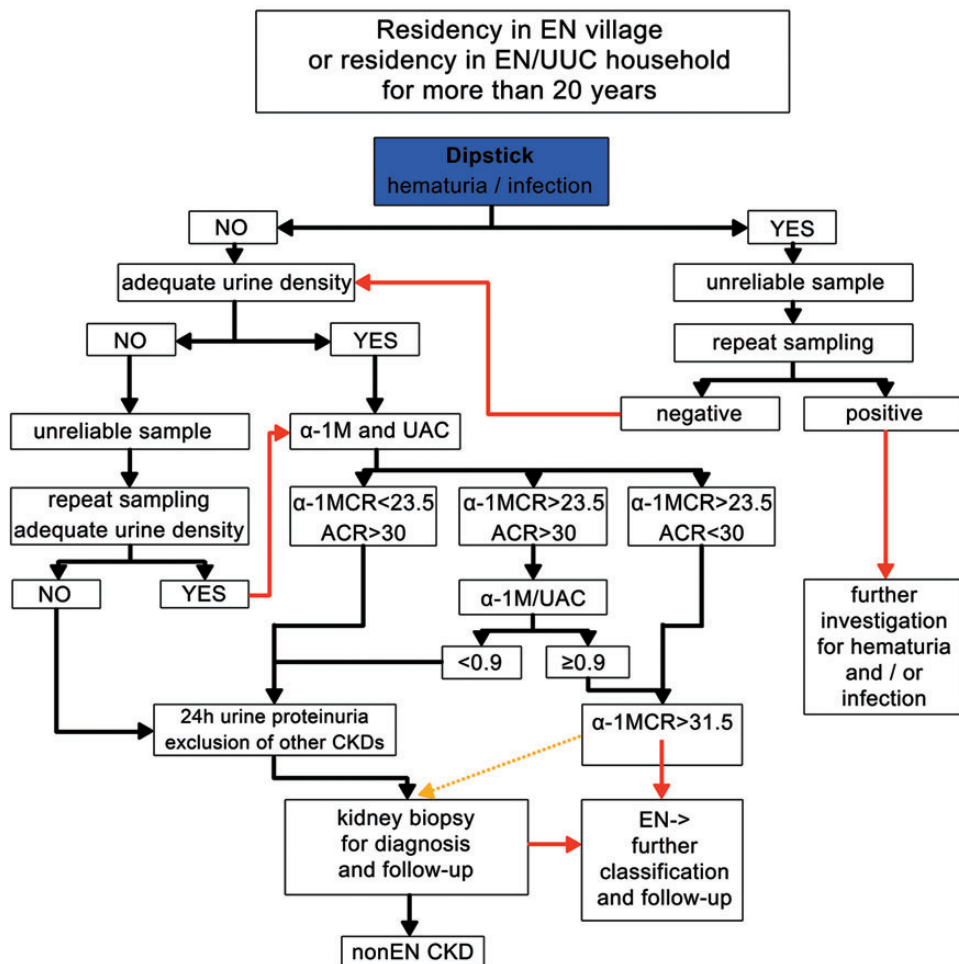 Residency in EN village
or residency in EN/UUC household
for more than 20 years
Dipstick
hematuria / infection
NO
YES
adequate urine density
unreliable sample
NO
YES
repeat sampling
negative
positive
unreliable sample
α-1M and UAC
repeat sampling
adequate urine density
α-1MCR<23.5
ACR>30
α-1MCR>23.5
ACR>30
α-1MCR>23.5
ACR<30
NO
YES
α-1M/UAC
further
investigation
for hematuria
and / or
infection
<0.9
≥0.9
24h urine proteinuria
exclusion of other CKDs
α-1MCR>31.5
kidney biopsy
for diagnosis
and follow-up
EN->
further
classification
and follow-up
nonEN CKD